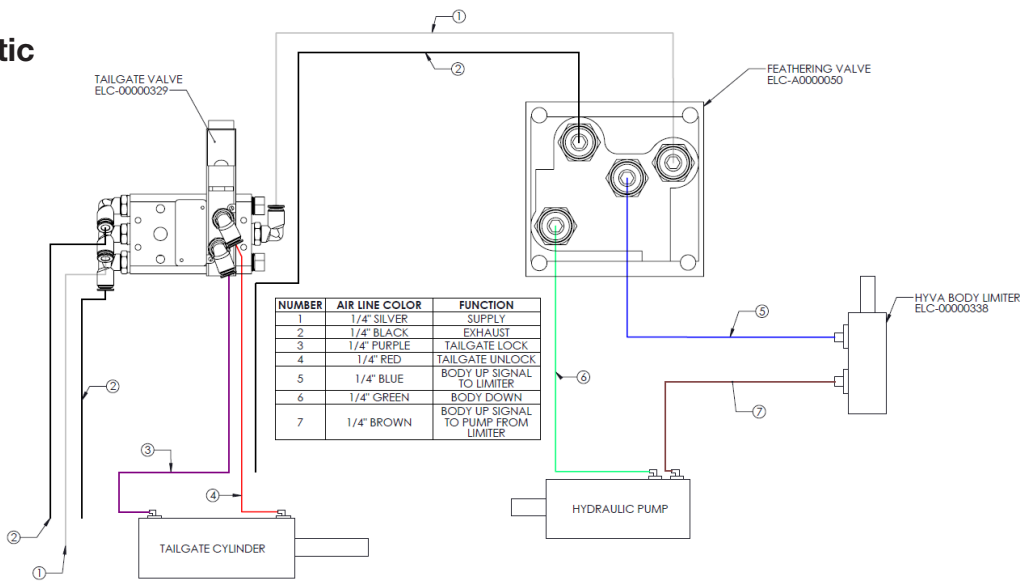 tic
①
②
TAILGATE VALVE
ELC-00000329
FEATHERING VALVE
ELC-A0000050
HYVA BODY LIMITER
ELC-00000338
NUMBER AIR LINE COLOR FUNCTION
1 1/4" SILVER SUPPLY
2 1/4" BLACK EXHAUST
3 1/4" PURPLE TAILGATE LOCK
4 1/4" RED TAILGATE UNLOCK
5 1/4" BLUE BODY UP SIGNAL
TO LIMITER
6 1/4" GREEN BODY DOWN
7 1/4" BROWN BODY UP SIGNAL
TO PUMP FROM
LIMITER
⑤
⑥
②
⑦
③
④
HYDRAULIC PUMP
②
TAILGATE CYLINDER
①